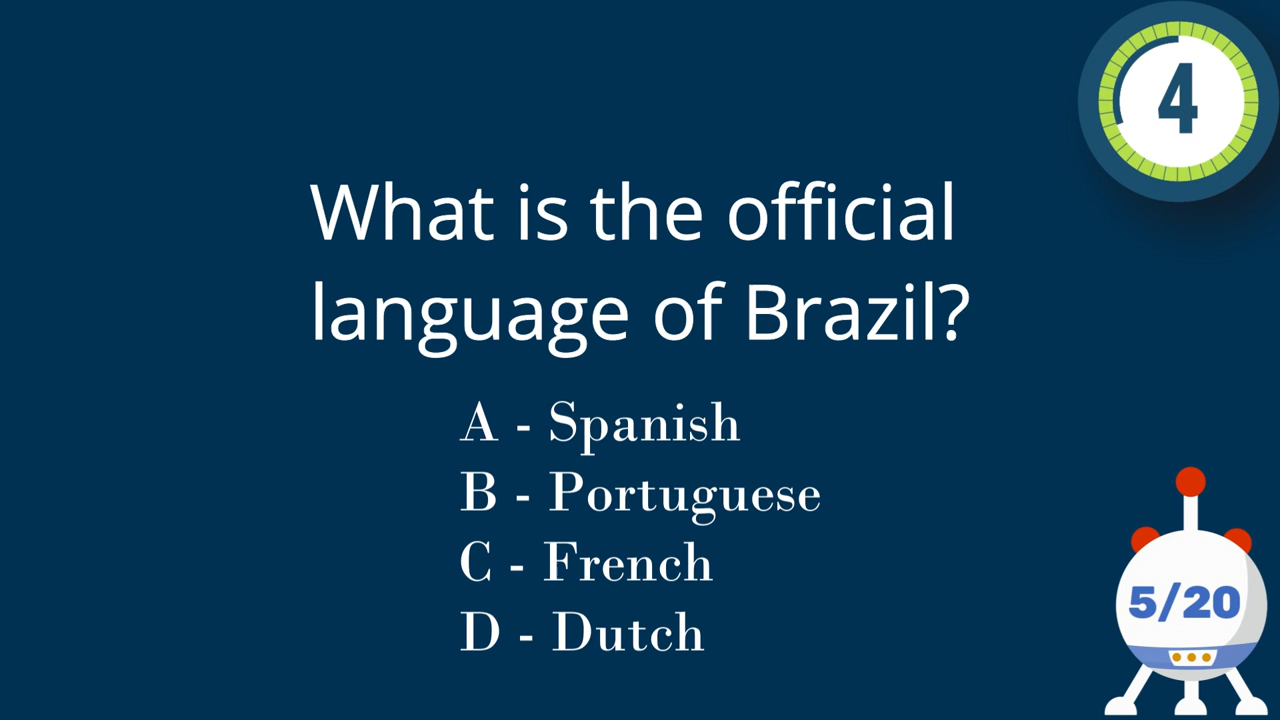 4
What is the official
language of Brazil?
A - Spanish
B - Portuguese
C - French
D - Dutch
5/20